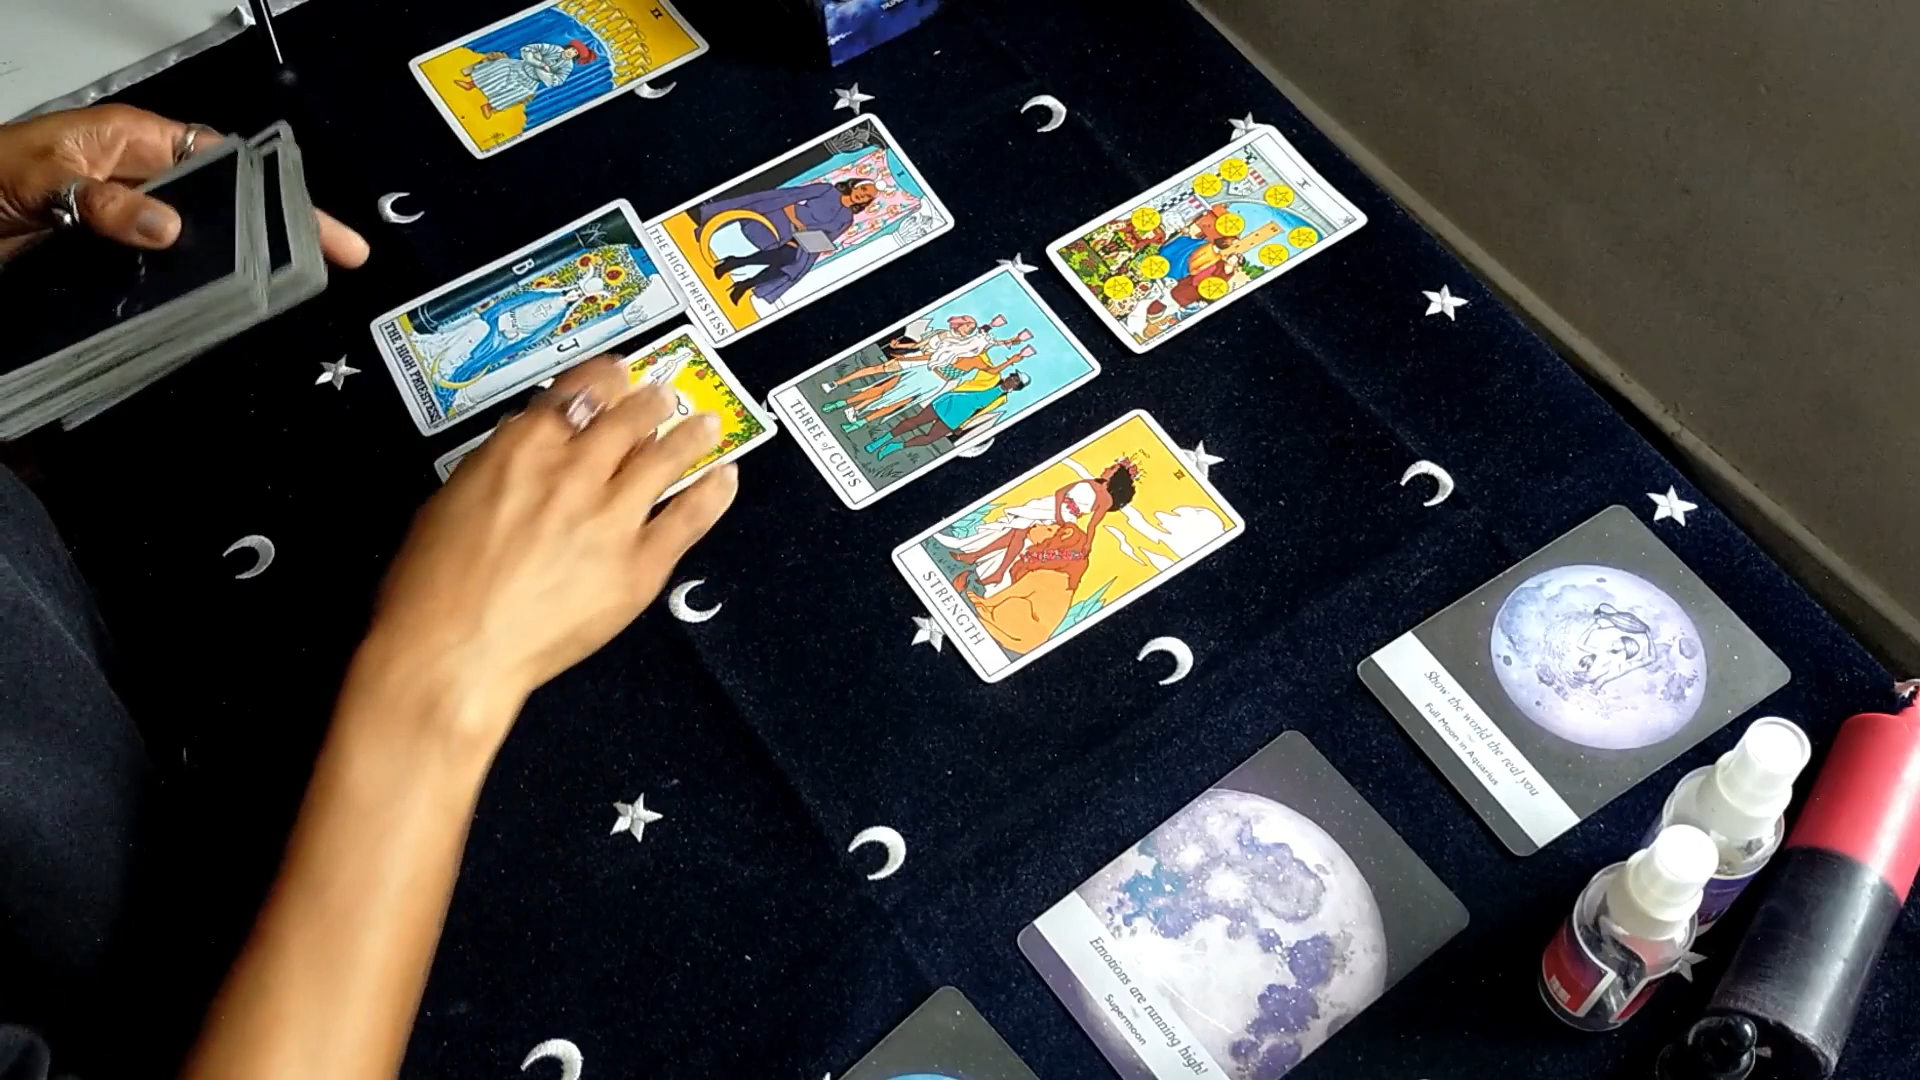 IX
THE HIGH PRIESTESS
I
B
J
THE HIGH PRIESTESS
THREE of CUPS
STRENGTH
Show the world the real you
Full Moon in Aquarius
Emotions are running high!
Supermoon